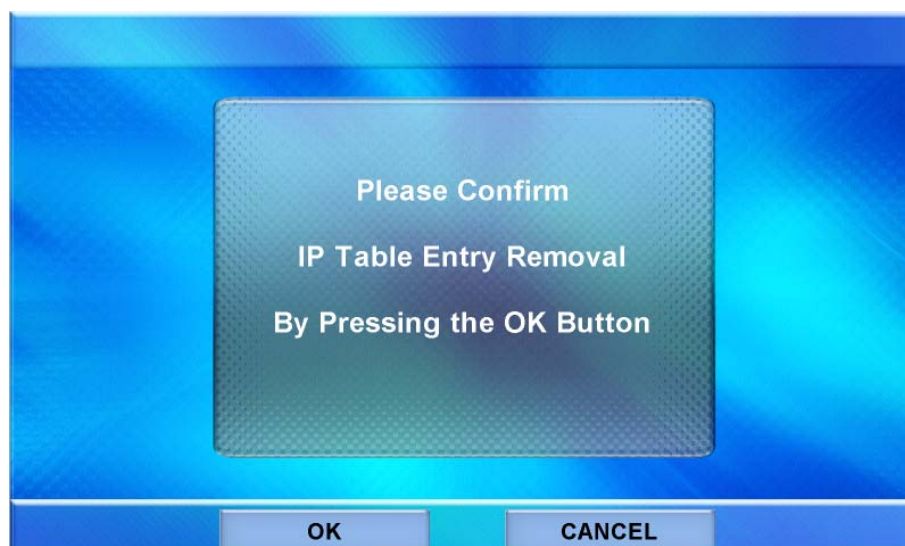 Please Confirm
IP Table Entry Removal
By Pressing the OK Button
OK CANCEL